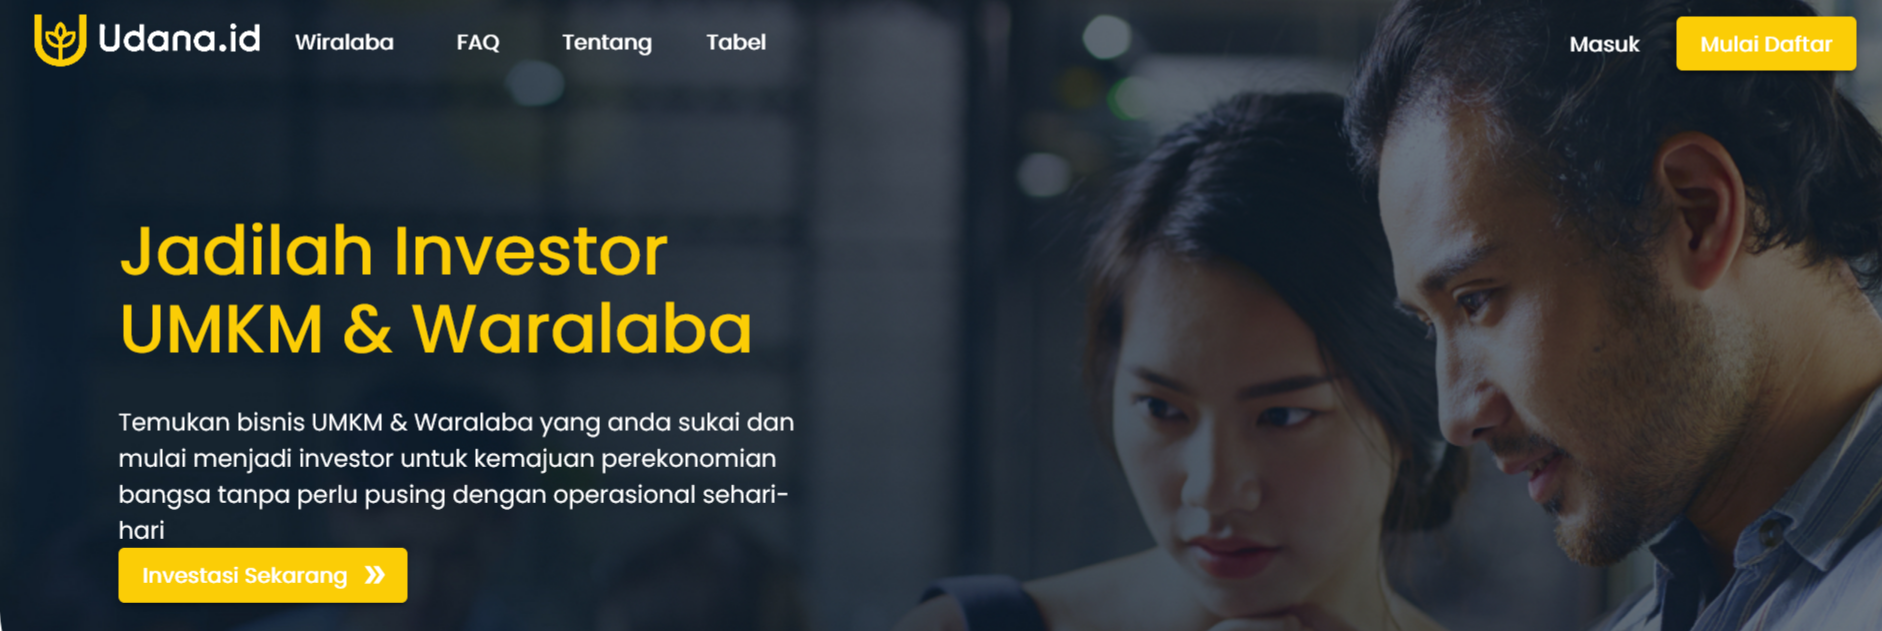 Udana.id Wiralaba FAQ Tentang Tabel Masuk Mulai Daftar
Jadilah Investor
UMKM & Waralaba
Temukan bisnis UMKM & Waralaba yang anda sukai dan
mulai menjadi investor untuk kemajuan perekonomian
bangsa tanpa perlu pusing dengan operasional sehari-
hari
Investasi Sekarang »